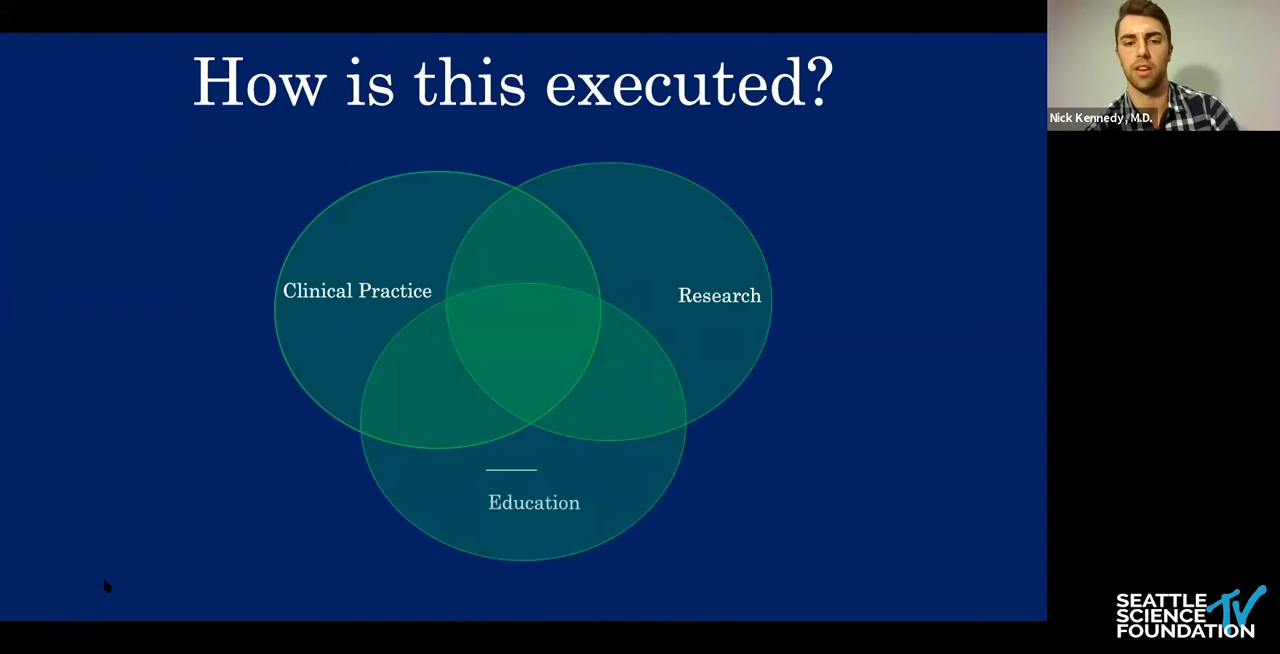 How is this executed?
Nick Kennedy, M.D.
Clinical Practice
Research
Education
SEATTLE
SCIENCE TV
FOUNDATION